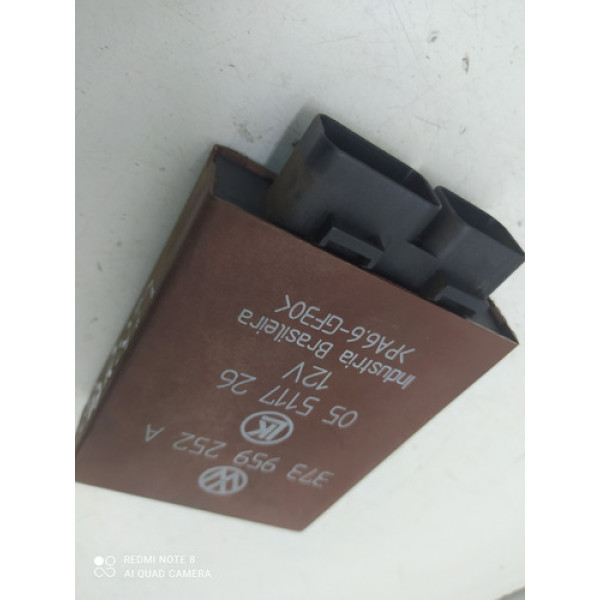 373 959 252 A
05 5117 26
12V
Industria Brasileira
>PA6.6-GF30<
REDMI NOTE 8
AI QUAD CAMERA